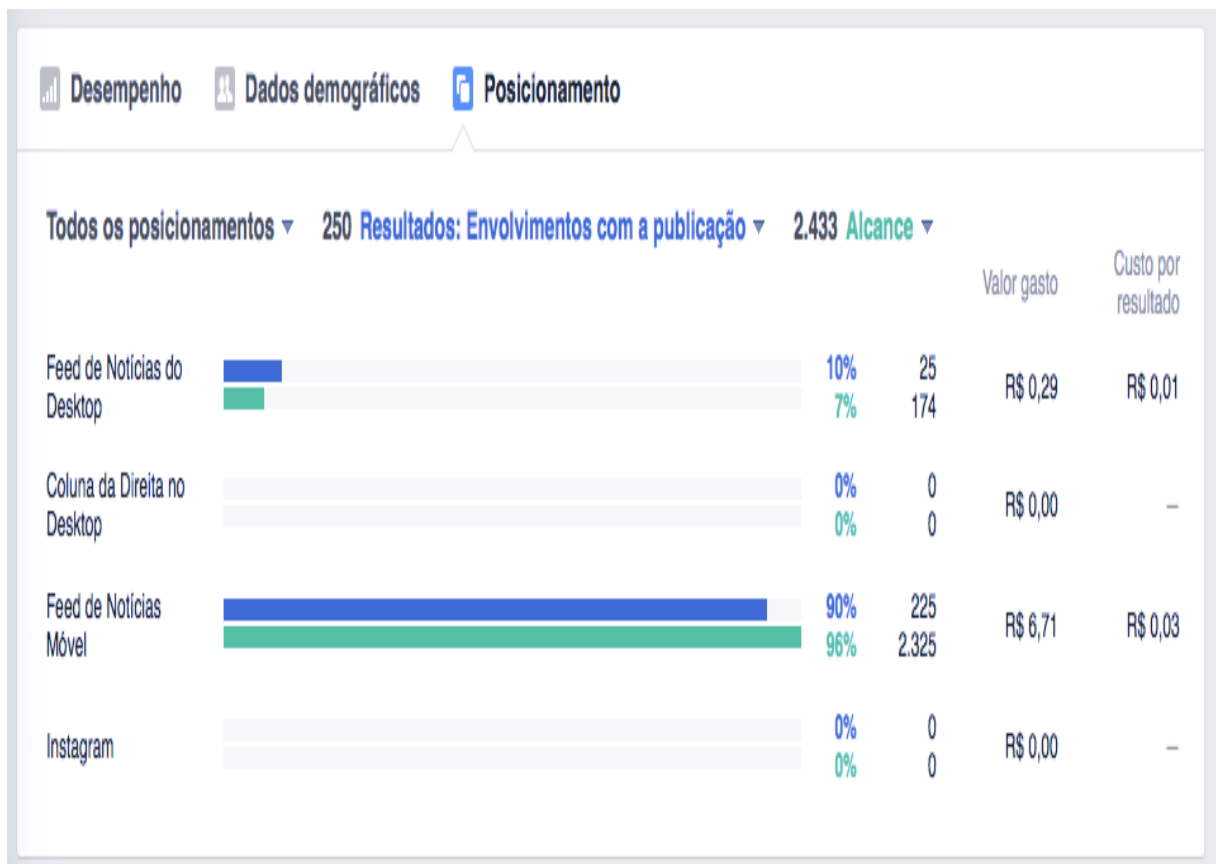 Desempenho Dados demográficos Posicionamento
Todos os posicionamentos 250 Resultados: Envolvimentos com a publicação 2.433 Alcance
Valor gasto
Custo por
resultado
Feed de Notícias do
Desktop
10% 25
7% 174
R$ 0,29
R$ 0,01
Coluna da Direita no
Desktop
0% 0
0% 0
R$ 0,00
–
Feed de Notícias
Móvel
90% 225
96% 2.325
R$ 6,71
R$ 0,03
Instagram
0% 0
0% 0
R$ 0,00
–